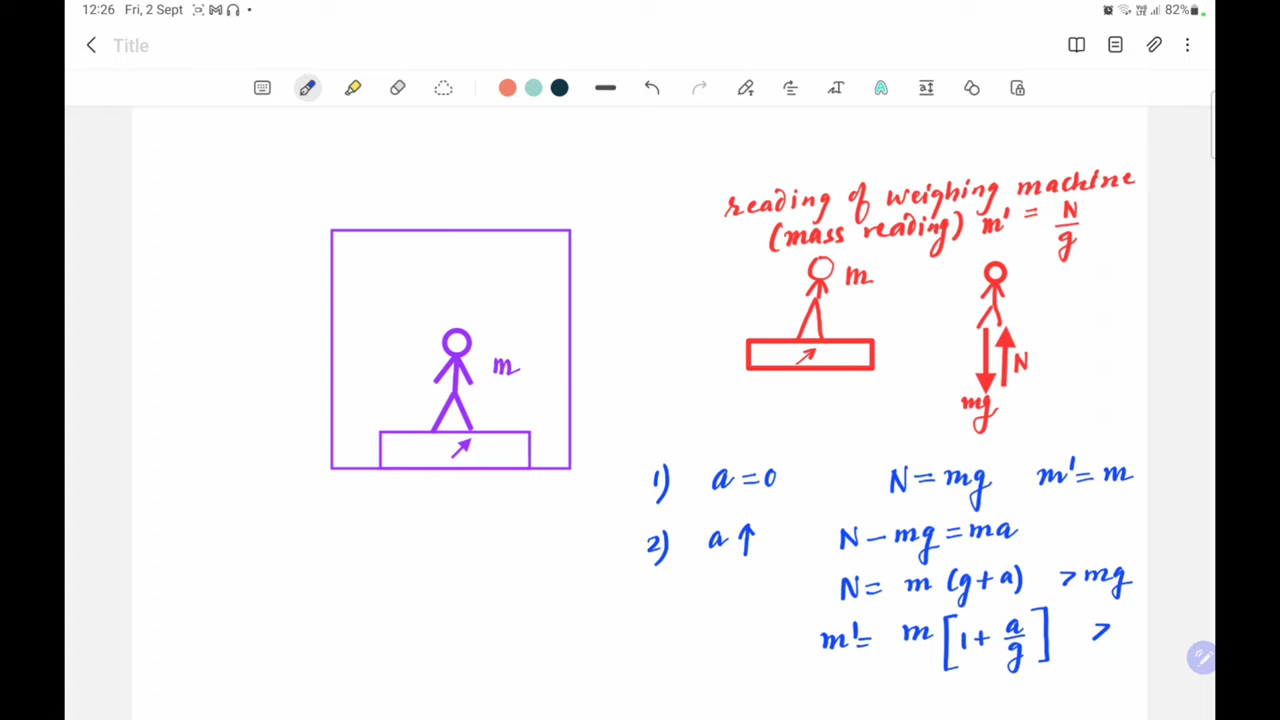 12:26 Fri, 2 Sept
82%
Title
reading of weighing machine
(mass reading) m' = N/g
m
m
N
mg
1) a = 0 N = mg m' = m
2) a ↑ N − mg = ma
N = m (g + a) > mg
m' = m [1 + a/g] >